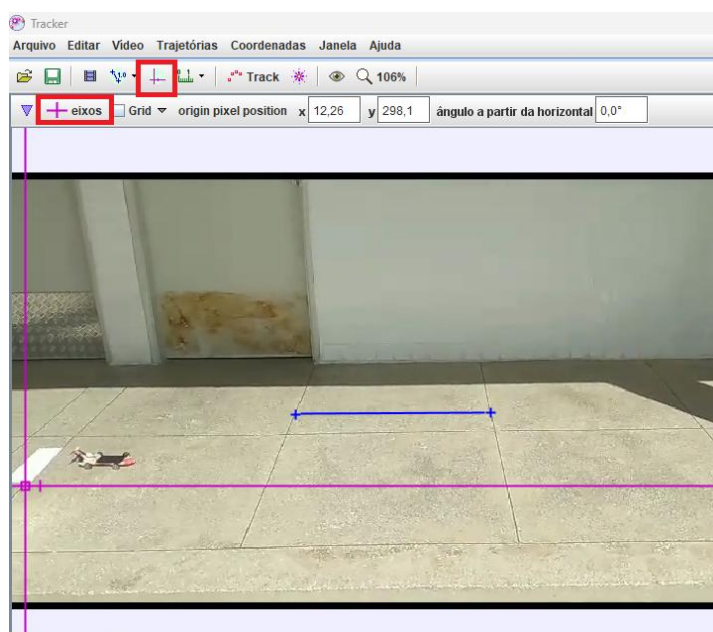 Tracker
Arquivo Editar Vídeo Trajetórias Coordenadas Janela Ajuda
Track 106%
eixos Grid origin pixel position x 12,26 y 298,1 ángulo a partir da horizontal 0,0°